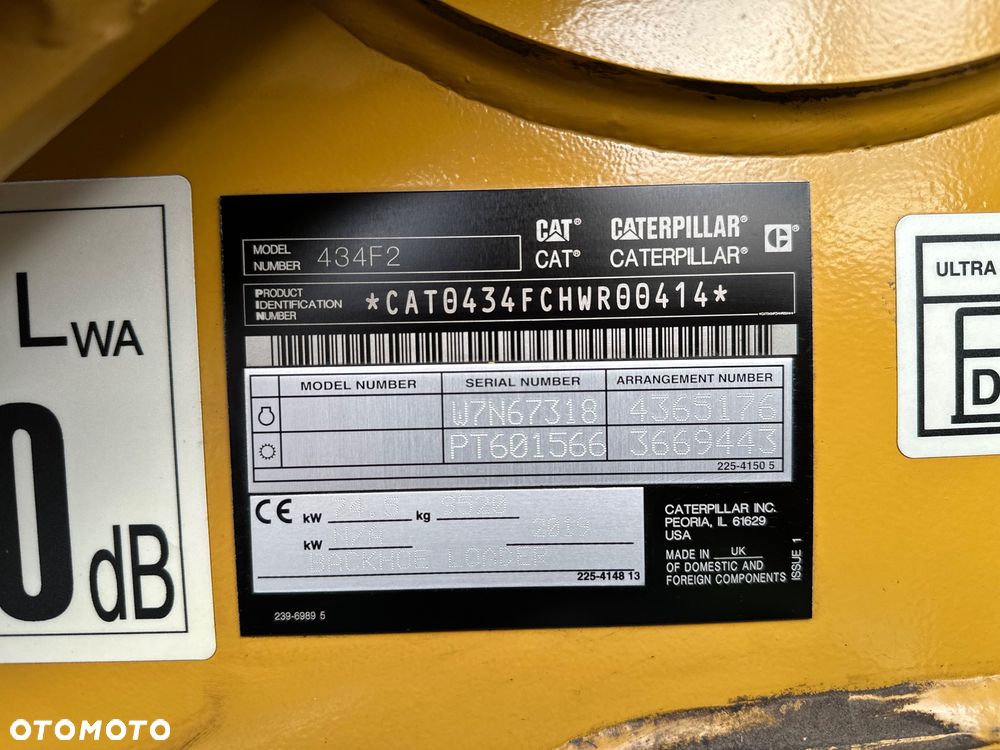 L WA
0
dB
MODEL NUMBER 434F2
CAT® CATERPILLAR®
CAT® CATERPILLAR®
PRODUCT IDENTIFICATION NUMBER *CAT0434FCHWR00414*
MODEL NUMBER SERIAL NUMBER ARRANGEMENT NUMBER
W7N67318 4365176
PT601566 3669443
225-4150 5
CE kW 74.5 kg 9520
kW N/A 2019
BACKHOE LOADER
225-4148 13
CATERPILLAR INC.
PEORIA, IL 61629
USA
MADE IN UK
OF DOMESTIC AND
FOREIGN COMPONENTS
ISSUE 1
239-6989 5
ULTRA
D
OTOMOTO